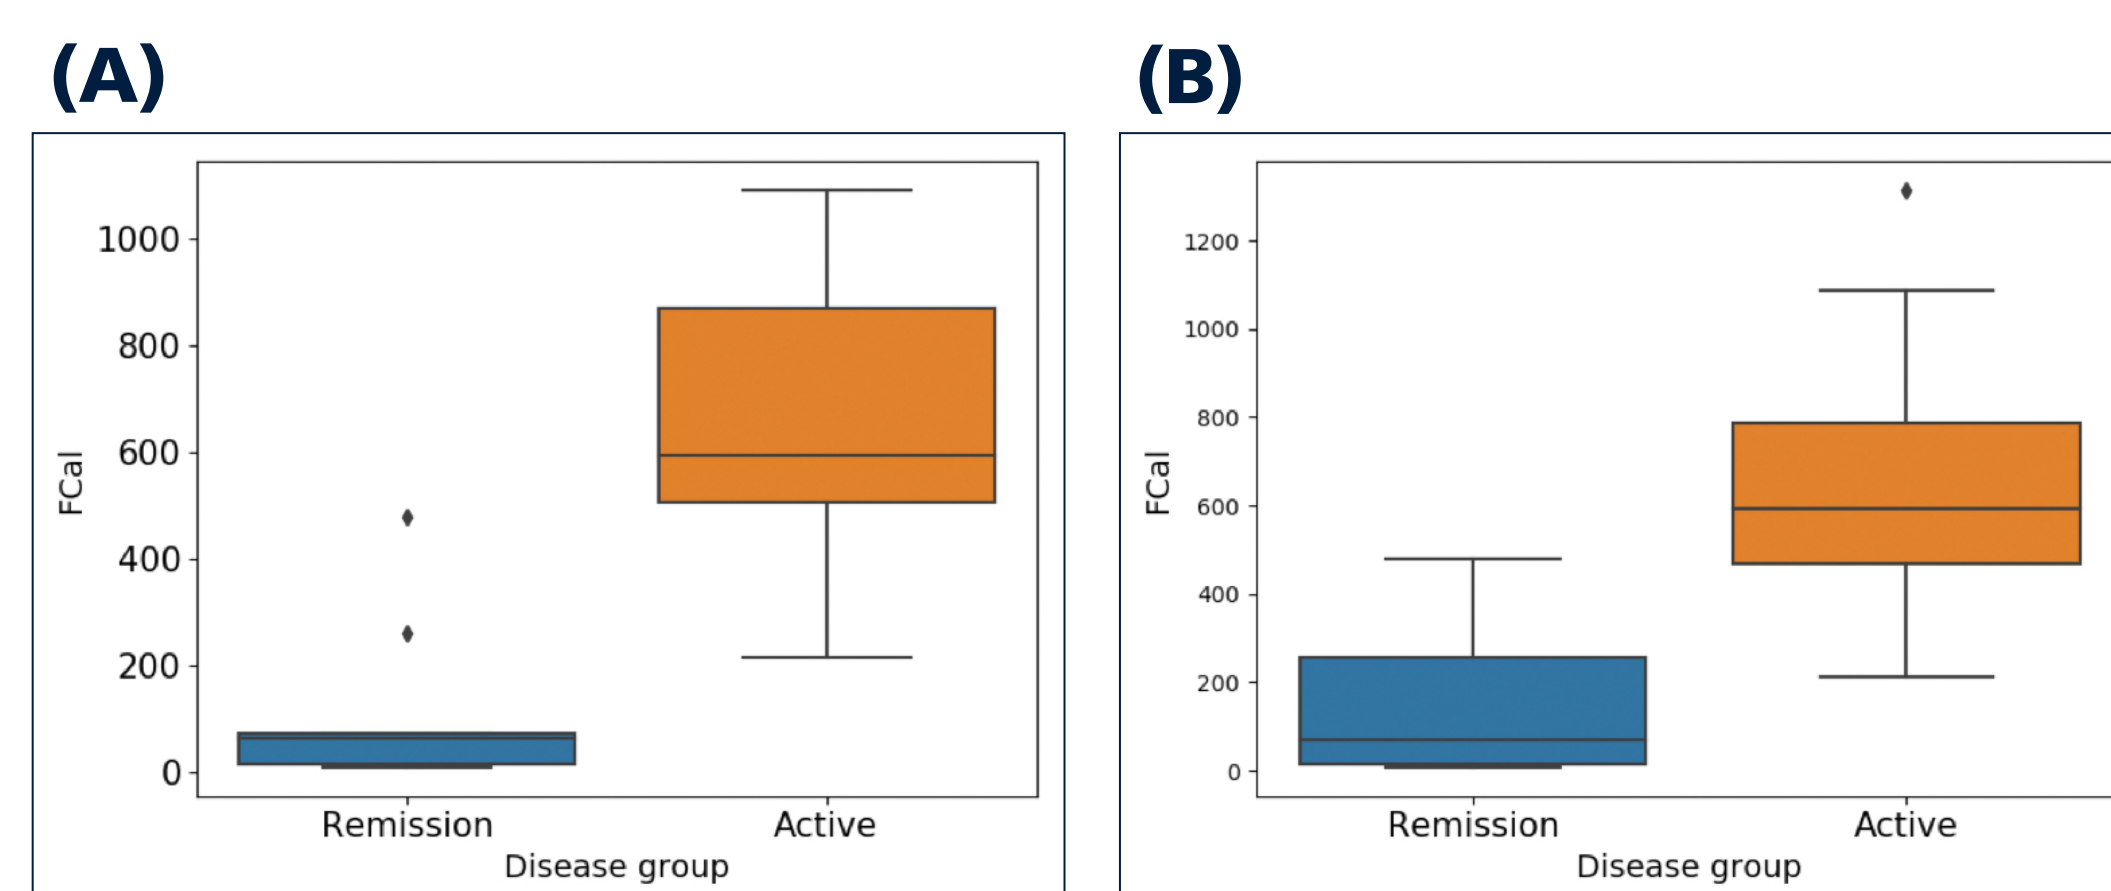 (A)
1000
800
600
400
200
0
FCal
Remission
Active
Disease group
(B)
1200
1000
800
600
400
200
0
FCal
Remission
Active
Disease group